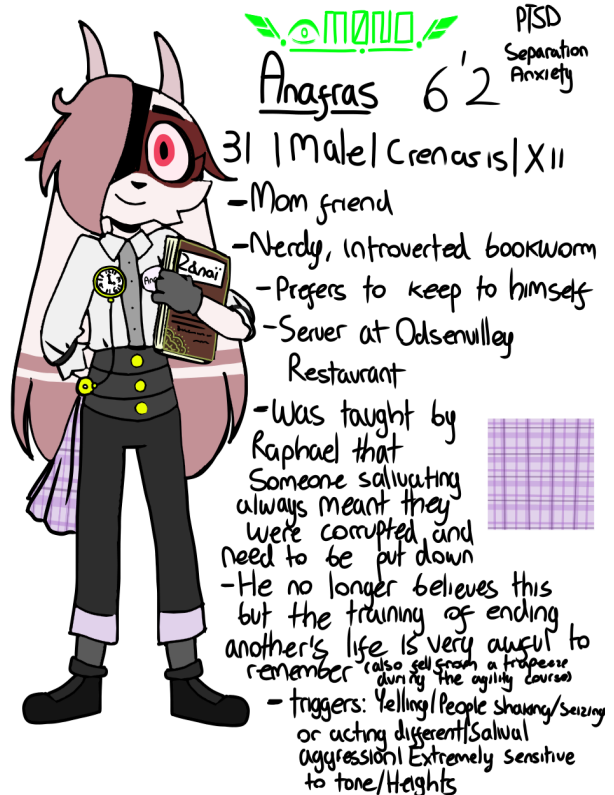 MØNO
PTSD
Separation
Anxiety
Anafras 6'2
31 | Male | Crenasis | XII
-Mom friend
-Nerdy, introverted bookworm
-Prefers to keep to himself
-Server at Odsenvilley
Restaurant
-Was taught by
Raphael that
Someone salivating
always meant they
were corrupted and
need to be put down
-He no longer believes this
but the training of ending
another's life is very awful to
remember (also fell from a trapeze
during the agility course)
- triggers: Yelling/People shaking/seizing
or acting different/Salival
aggression/Extremely sensitive
to tone/Heights